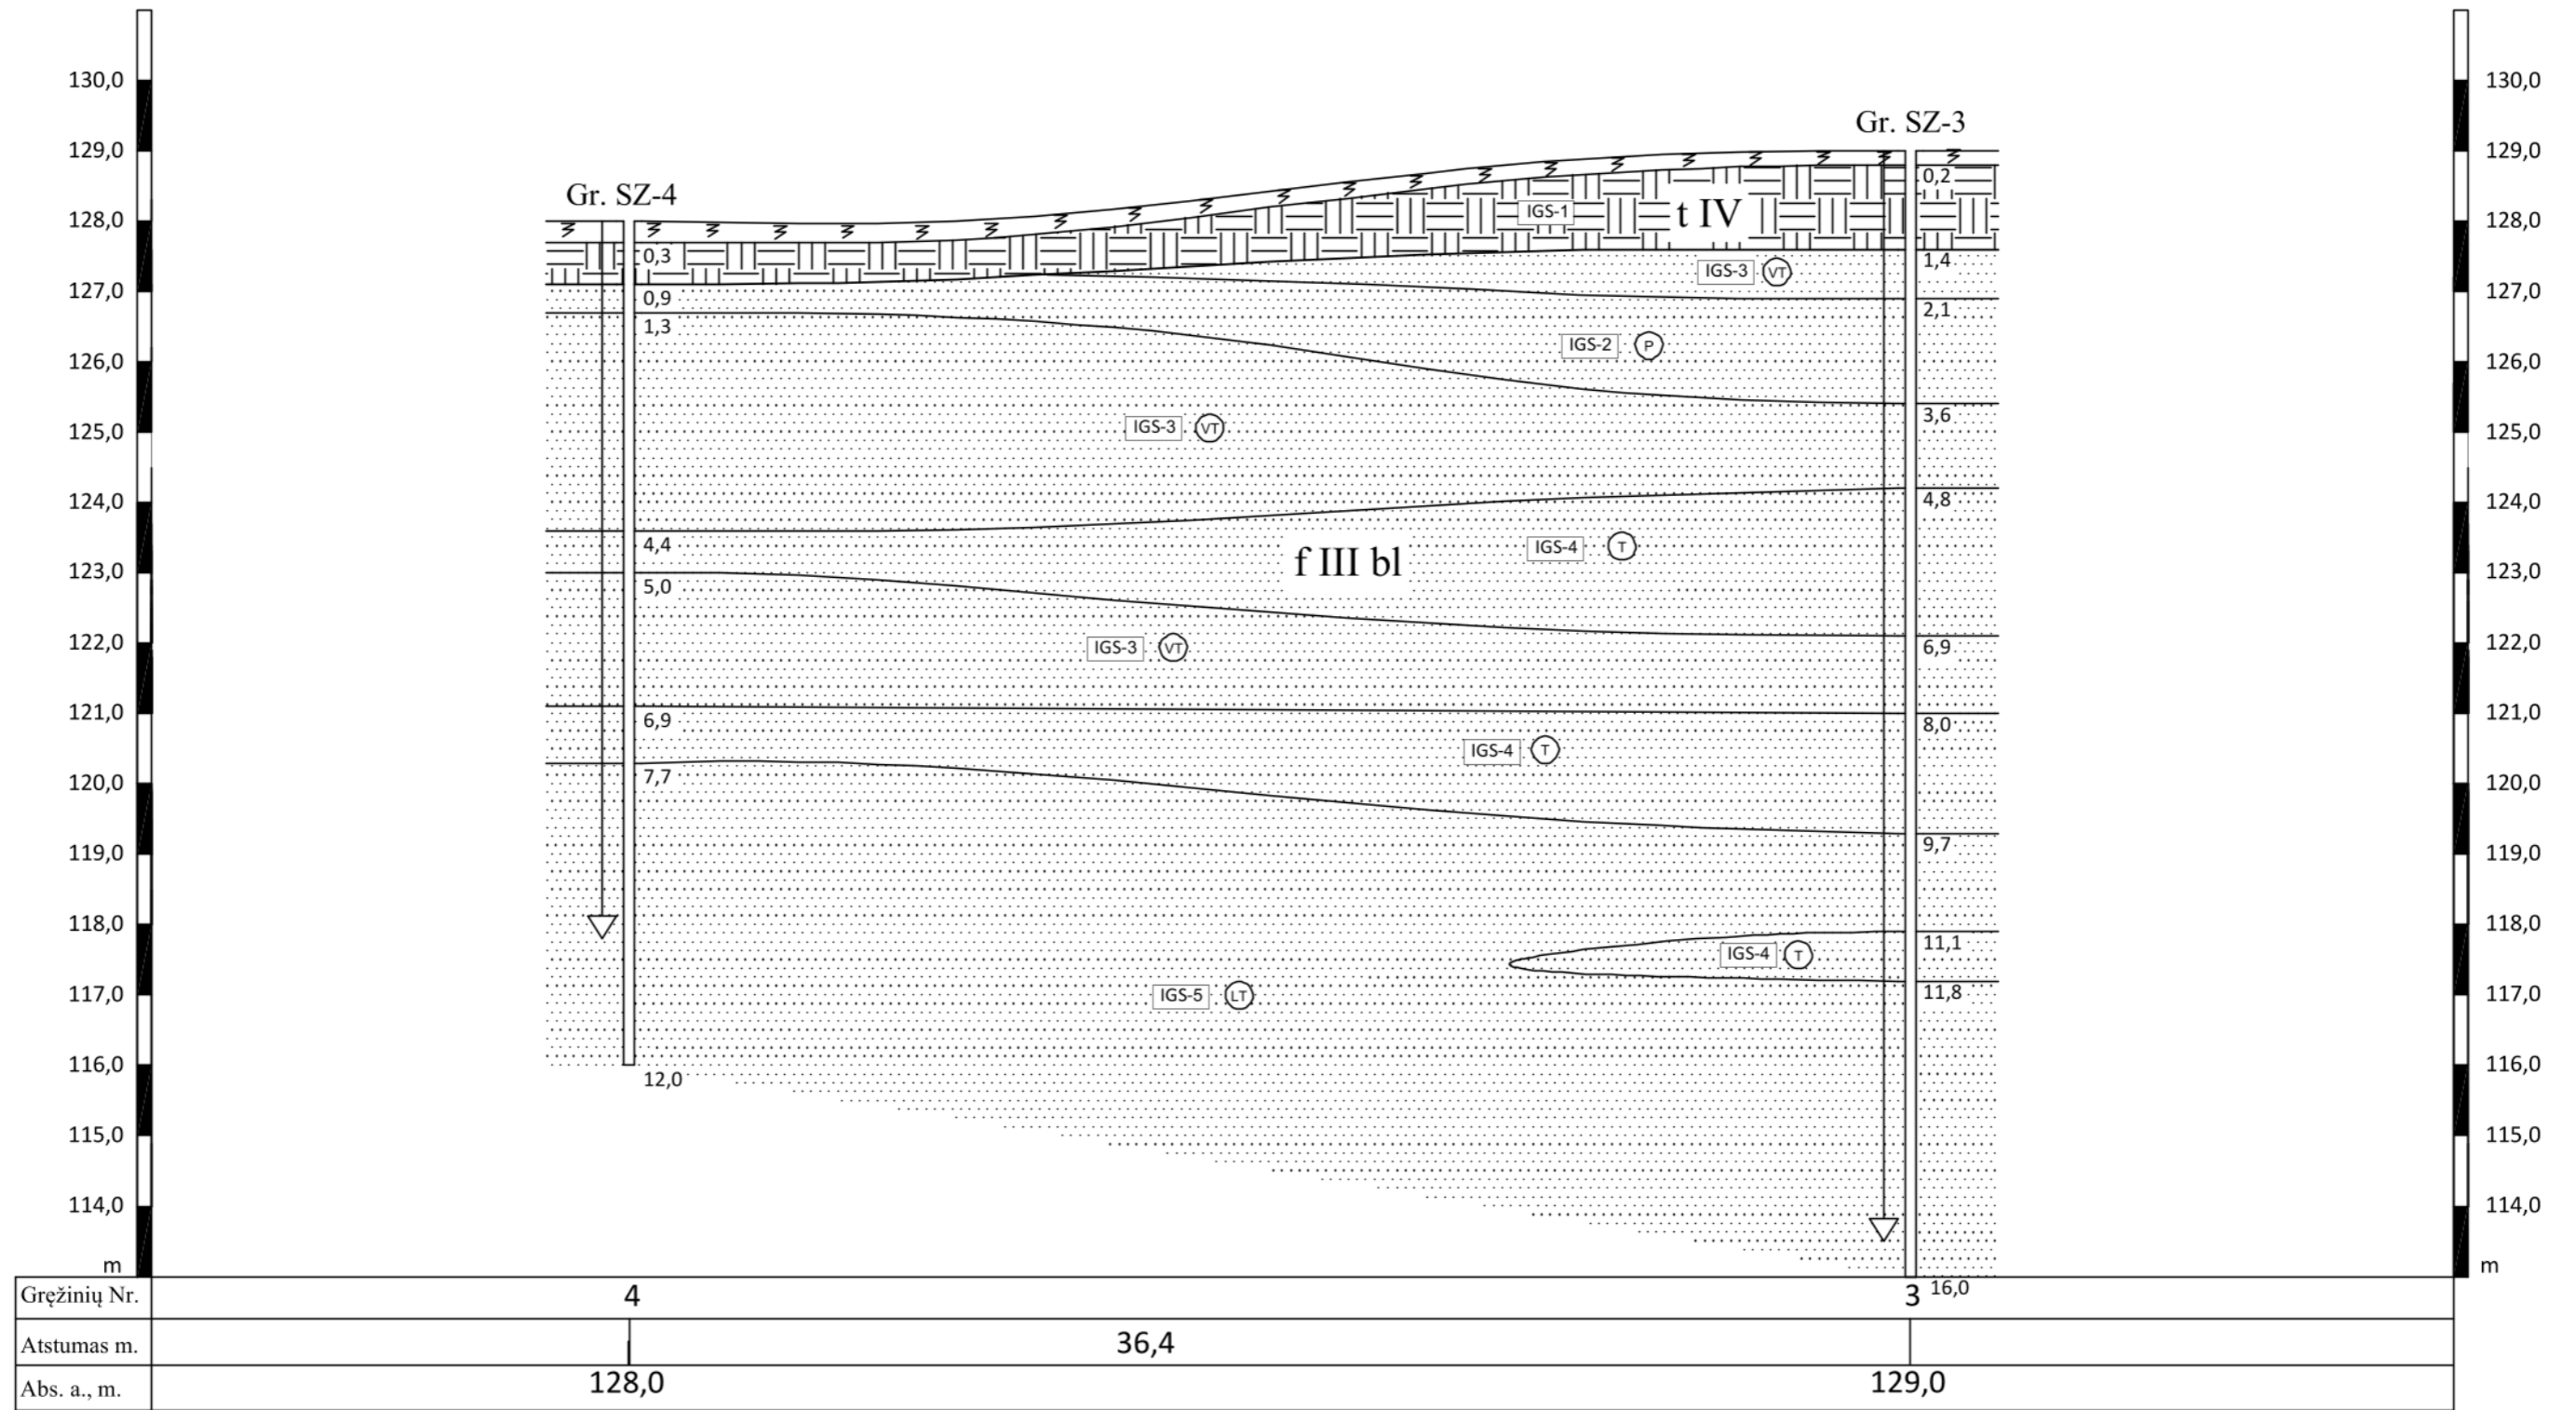 130,0 130,0
Gr. SZ-3
129,0 129,0
0,2
Gr. SZ-4
IGS-1 t IV
128,0 128,0
0,3
1,4
IGS-3 VT
127,0 127,0
0,9
2,1
1,3
IGS-2 P
126,0 126,0
3,6
IGS-3 VT
125,0 125,0
124,0 124,0
4,8
4,4
IGS-4 T
f III bl
123,0 123,0
5,0
122,0 122,0
IGS-3 VT
6,9
121,0 121,0
6,9
8,0
IGS-4 T
7,7
120,0 120,0
9,7
119,0 119,0
118,0 118,0
11,1
IGS-4 T
11,8
117,0 117,0
IGS-5 LT
116,0 116,0
12,0
115,0 115,0
114,0 114,0
m m
Gręžinių Nr. 4 3 16,0
Atstumas m. 36,4
Abs. a., m. 128,0 129,0